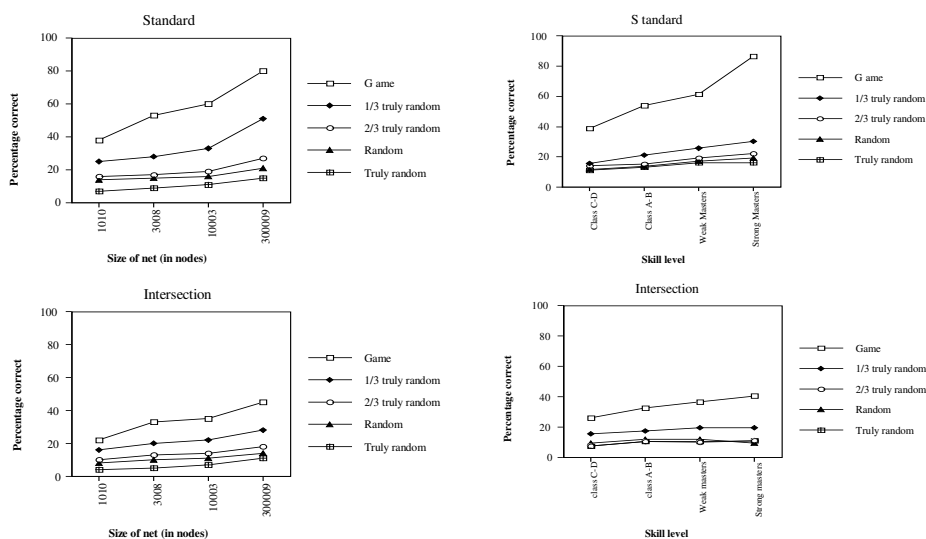 Standard
100
80
60
40
20
0
Percentage correct
1010
3008
10003
300009
Size of net (in nodes)
G ame
1/3 truly random
2/3 truly random
Random
Truly random
S tandard
100
80
60
40
20
0
Percentage correct
Class C-D
Class A-B
Weak Masters
Strong Masters
Skill level
G ame
1/3 truly random
2/3 truly random
Random
Truly random
Intersection
100
80
60
40
20
0
Percentage correct
1010
3008
10003
300009
Size of net (in nodes)
Game
1/3 truly random
2/3 truly random
Random
Truly random
Intersection
100
80
60
40
20
0
Percentage correct
class C-D
class A-B
Weak masters
Strong masters
Skill level
Game
1/3 truly random
2/3 truly random
Random
Truly random